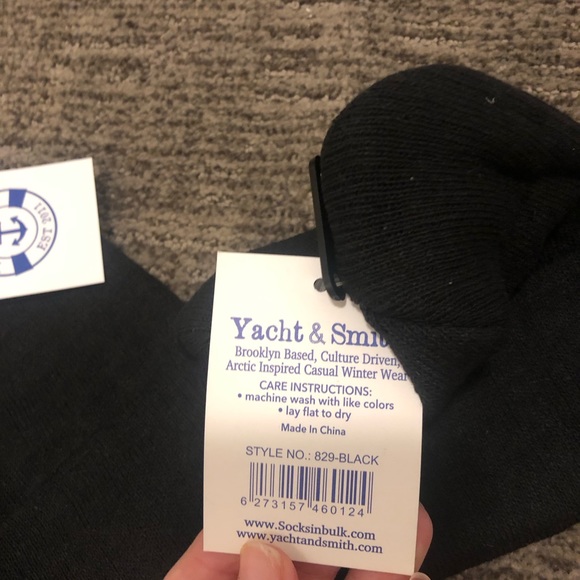 EST 2011
Yacht & Smit
Brooklyn Based, Culture Driven,
Arctic Inspired Casual Winter Wear
CARE INSTRUCTIONS:
• machine wash with like colors
• lay flat to dry
Made In China
STYLE NO.: 829-BLACK
6 273157 460124
www.Socksinbulk.com
www.yachtandsmith.com